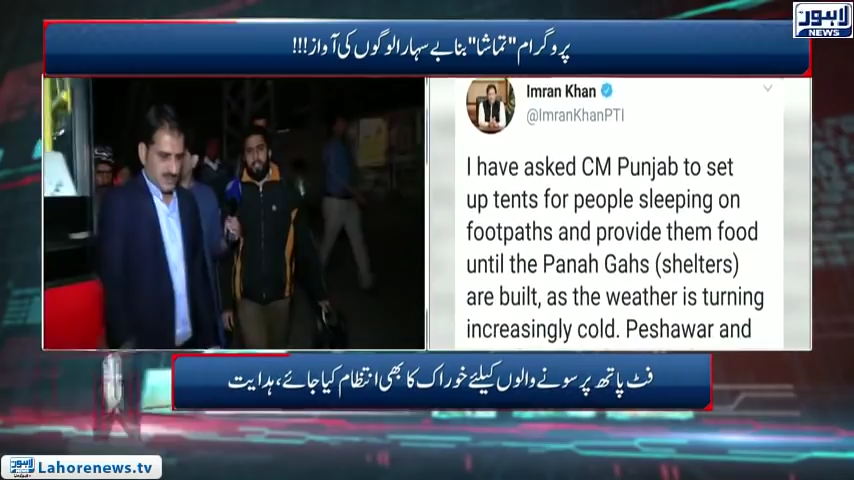 لاہور
NEWS
پروگرام "تماشا" بنا بے سہارا لوگوں کی آواز !!!
Imran Khan
@ImranKhanPTI
I have asked CM Punjab to set
up tents for people sleeping on
footpaths and provide them food
until the Panah Gahs (shelters)
are built, as the weather is turning
increasingly cold. Peshawar and
فٹ پاتھ پر سونے والوں کیلئے خوراک کا بھی انتظام کیا جائے، ہدایت
لاہور
NEWS
Lahorenews.tv